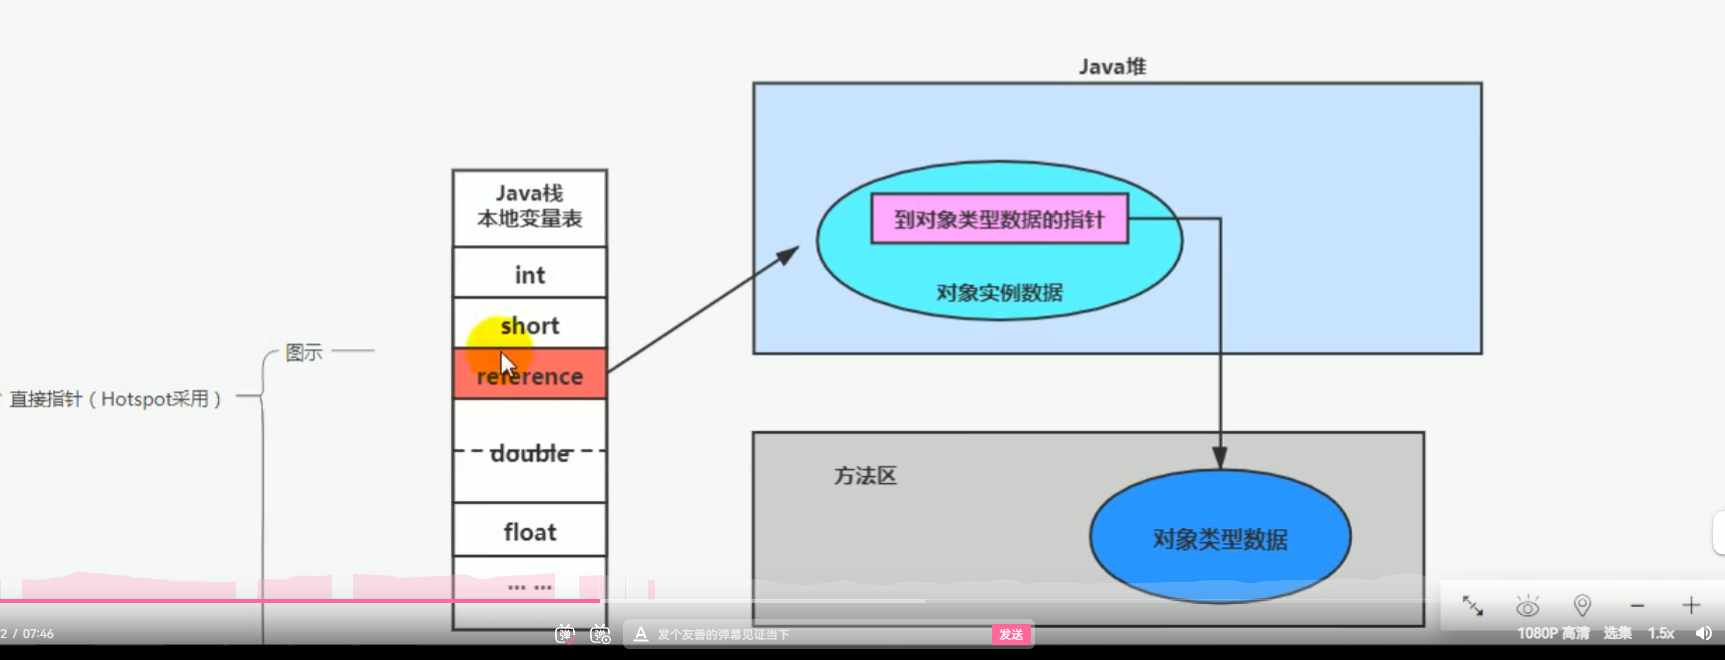 Java堆
Java栈
本地变量表
int
short
reference
double
float
... ...
到对象类型数据的指针
对象实例数据
图示
直接指针（Hotspot采用）
方法区
对象类型数据
2 / 07:46
弹
弹
A 发个友善的弹幕见证当下
发送
1080P 高清 选集 1.5x